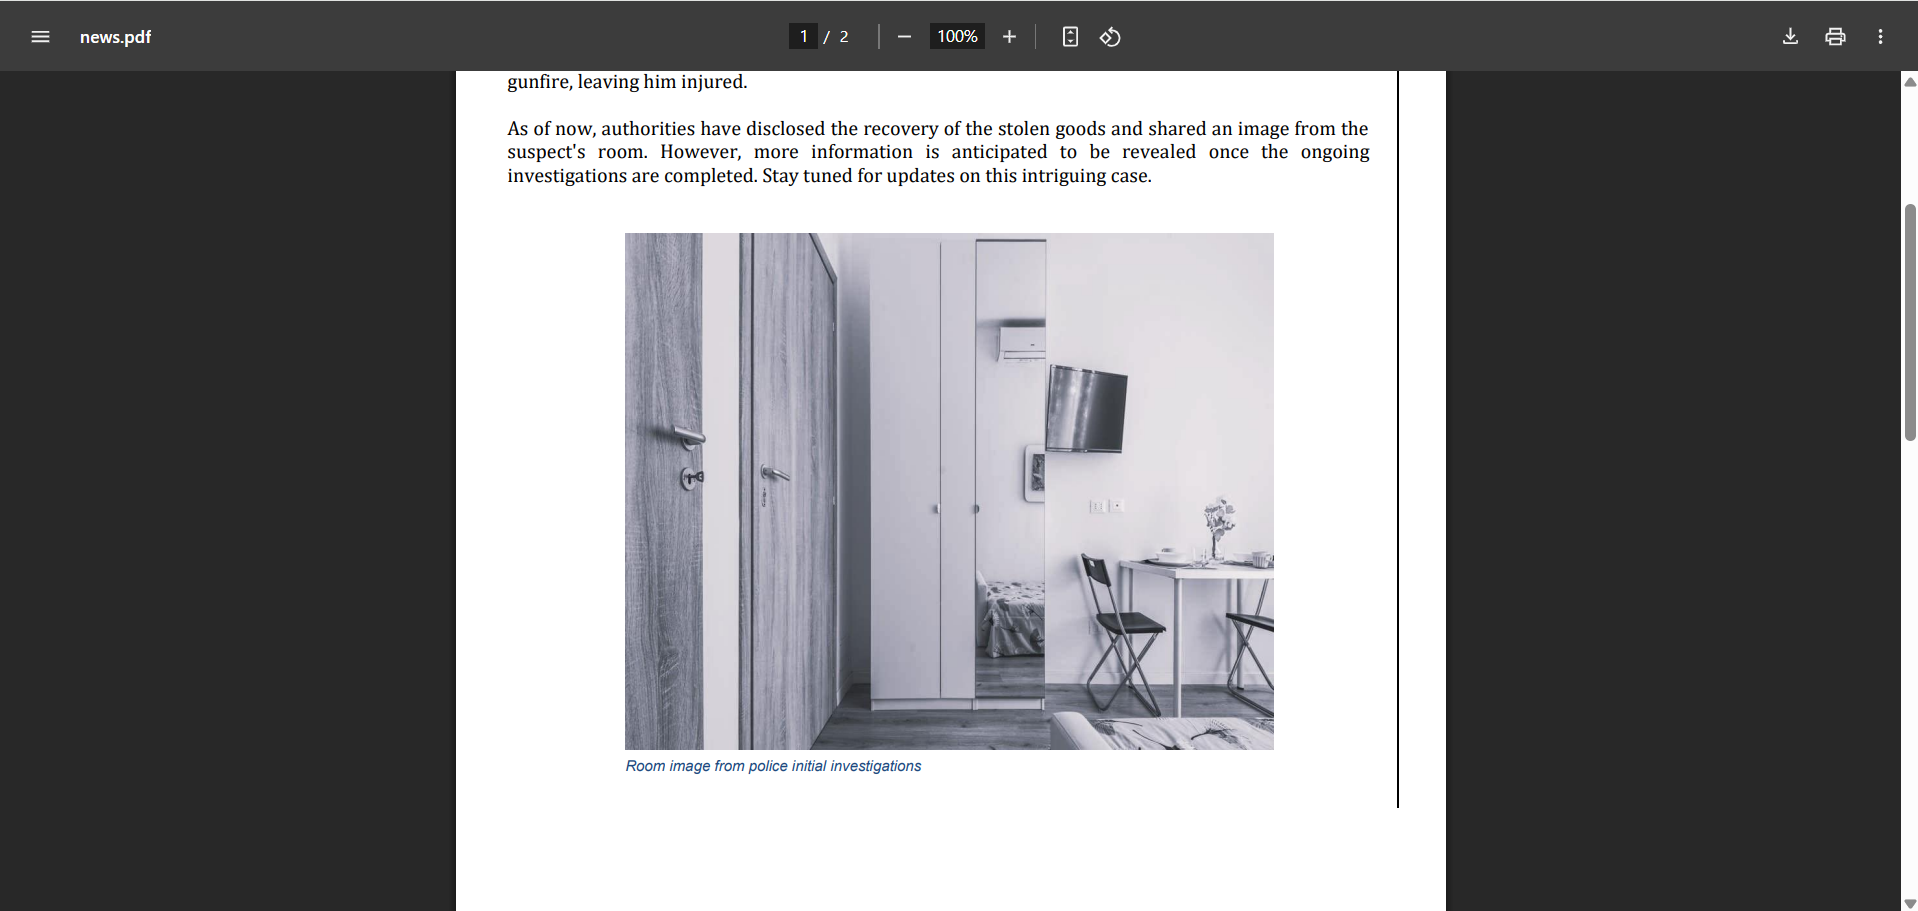 news.pdf
1 / 2
100%
gunfire, leaving him injured.
As of now, authorities have disclosed the recovery of the stolen goods and shared an image from the
suspect's room. However, more information is anticipated to be revealed once the ongoing
investigations are completed. Stay tuned for updates on this intriguing case.
Room image from police initial investigations